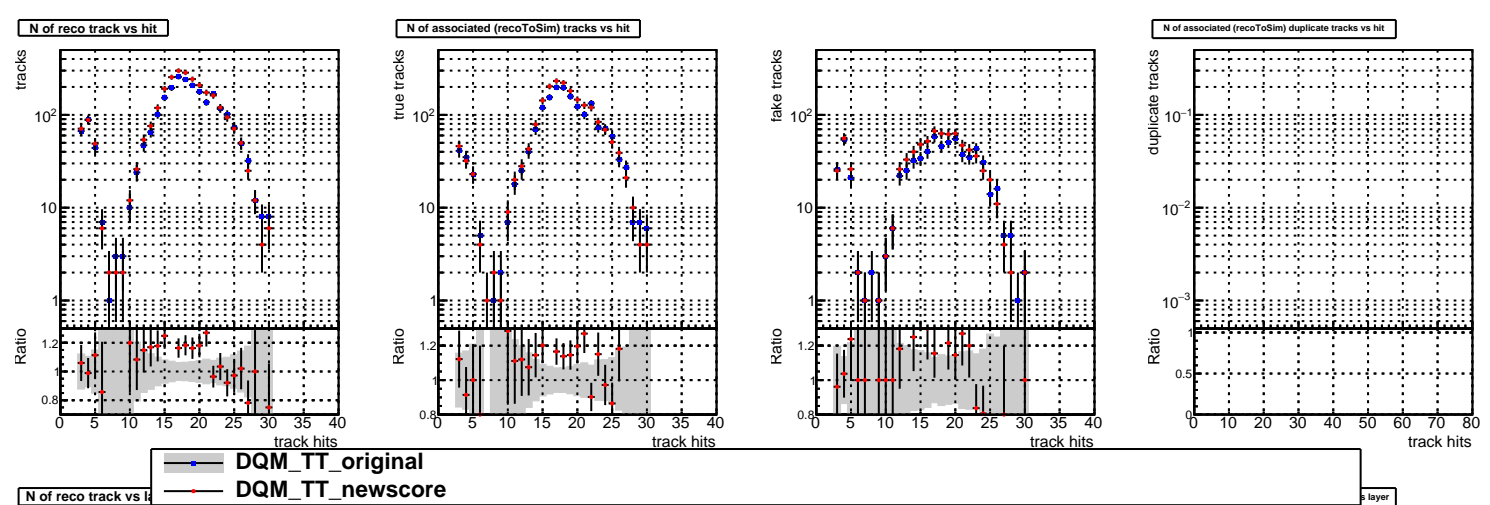 N of reco track vs hit
N of associated (recoToSim) tracks vs hit
N of associated (recoToSim) duplicate tracks vs hit
tracks
10²
10
1
Ratio
1.2
1
0.8
0 5 10 15 20 25 30 35 40
track hits
true tracks
10²
10
1
Ratio
1.2
1
0.8
0 5 10 15 20 25 30 35 40
track hits
fake tracks
10²
10
1
Ratio
1.2
1
0.8
0 5 10 15 20 25 30 35 40
track hits
duplicate tracks
10⁻¹
10⁻²
10⁻³
Ratio
1
0.5
0
0 10 20 30 40 50 60 70 80
track hits
DQM_TT_original
DQM_TT_newscore
N of reco track vs la
s layer